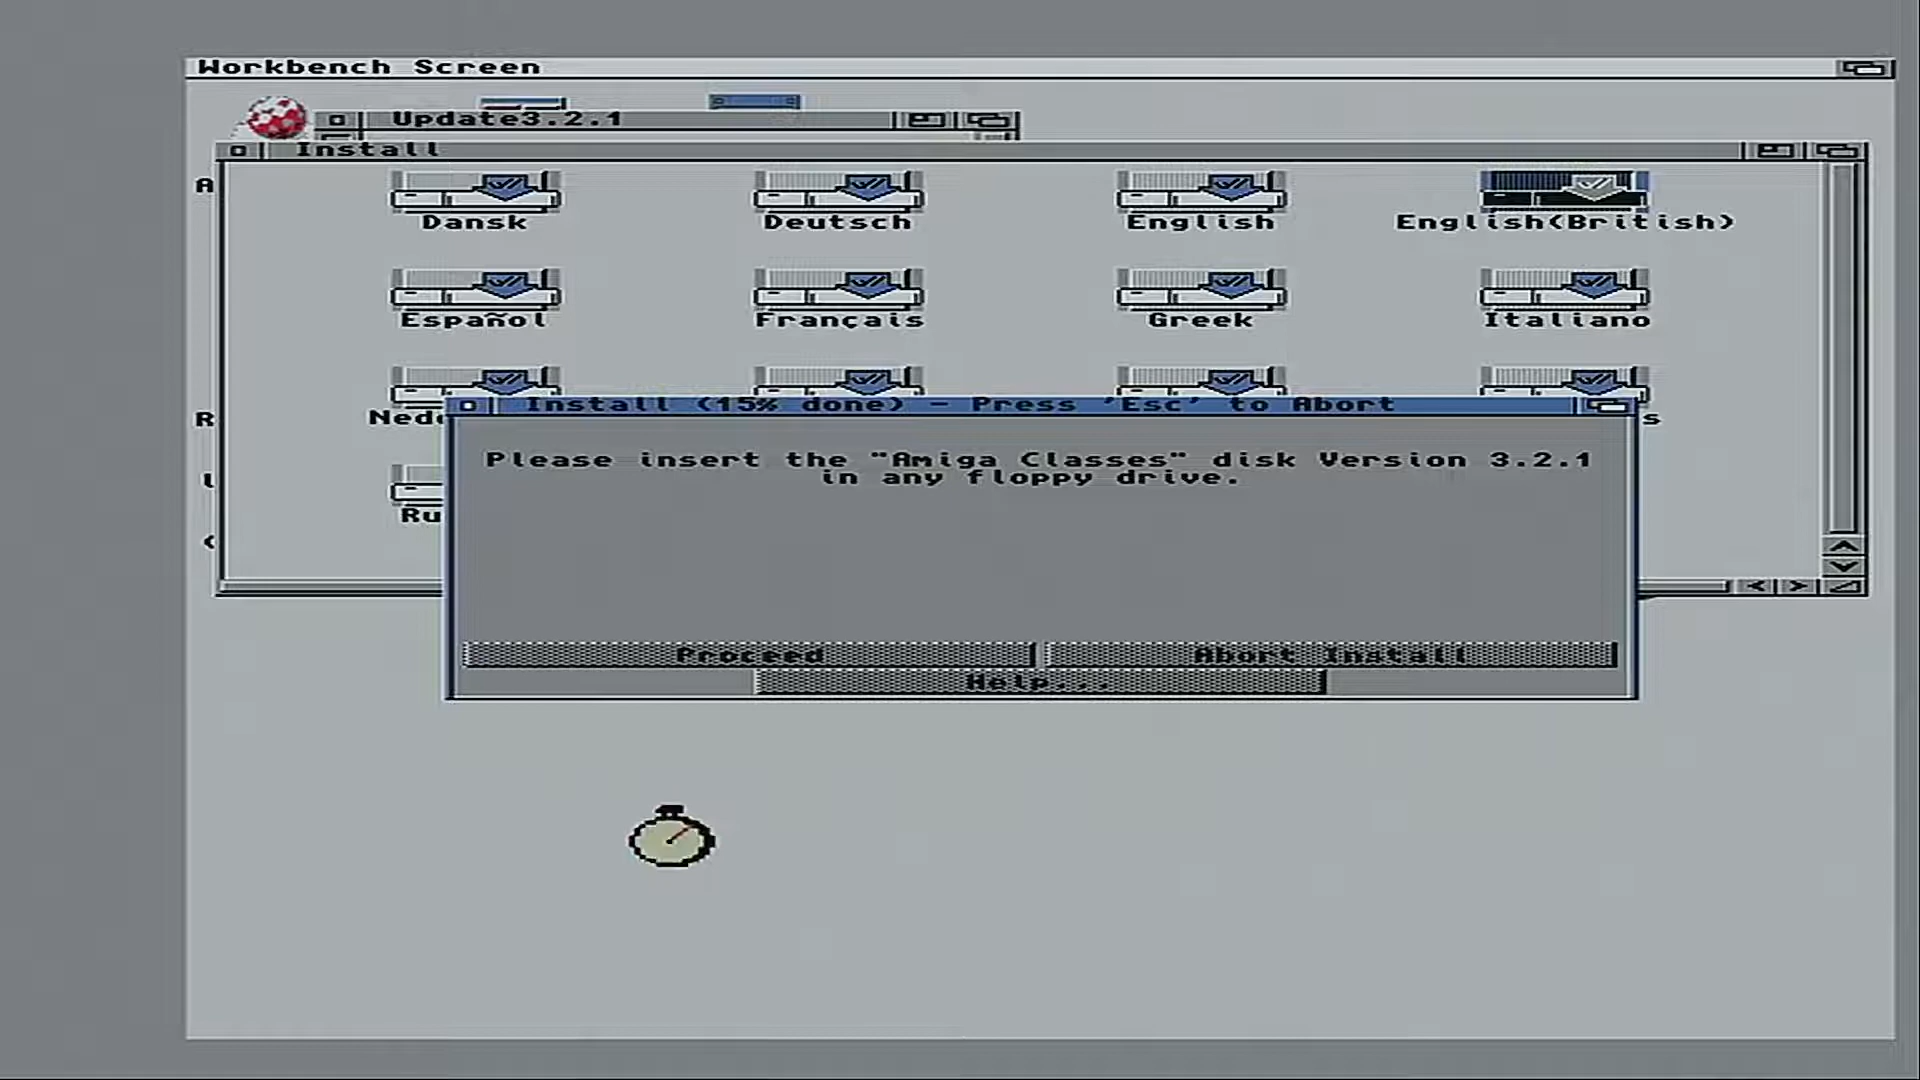 Workbench Screen
Update3.2.1
Install
A
Dansk
Deutsch
English
English(British)
Español
Français
Greek
Italiano
R
Nede
s
Install (15% done) - Press 'Esc' to Abort
Please insert the "Amiga Classes" disk Version 3.2.1
in any floppy drive.
Ru
Proceed
Abort Install
Help...